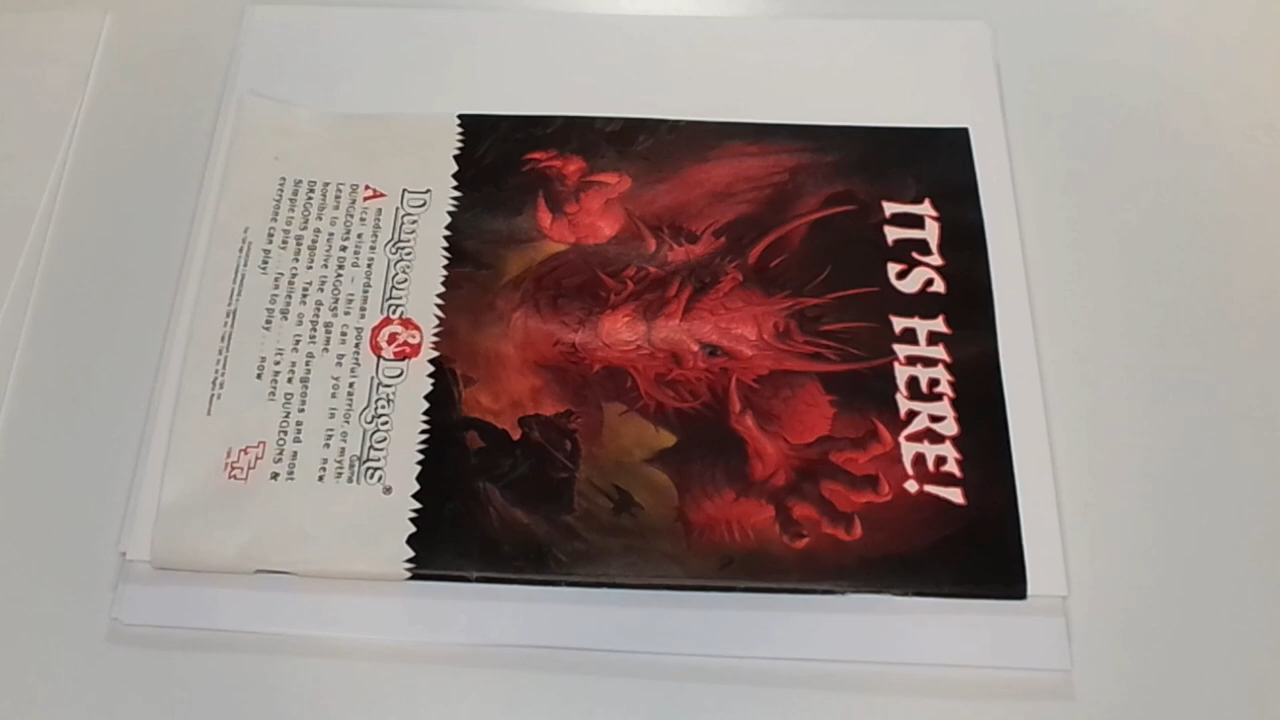 IT'S HERE!
Dungeons & Dragons®
Game
A medieval swordsman, powerful warrior, or myth-
ical wizard — this can be you in the new
DUNGEONS & DRAGONS® game.
Learn to survive the deepest dungeons and most
horrible dragons. Take on the new DUNGEONS &
DRAGONS game challenge . . . it's here!
Simple to play . . . fun to play . . . now
everyone can play!